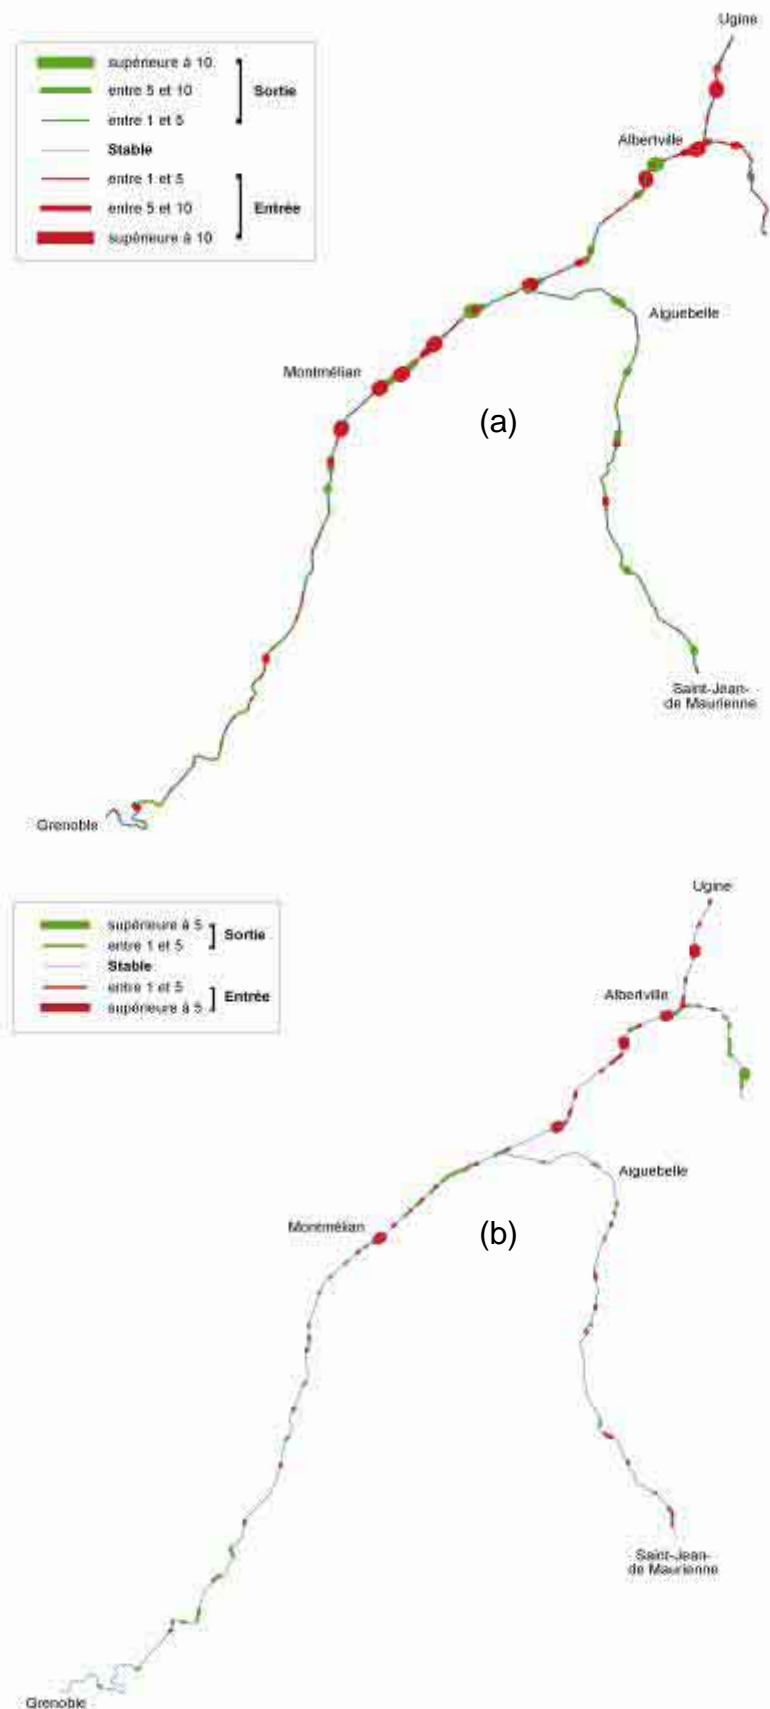 Ugine
supérieure à 10
entre 5 et 10
Sortie
entre 1 et 5
Stable
entre 1 et 5
entre 5 et 10
Entrée
supérieure à 10
Albertville
Aiguebelle
Montmélian
(a)
Saint-Jean-
de Maurienne
Grenoble
Ugine
supérieure à 5
Sortie
entre 1 et 5
Stable
entre 1 et 5
Entrée
supérieure à 5
Albertville
Aiguebelle
Montmélian
(b)
Saint-Jean-
de Maurienne
Grenoble